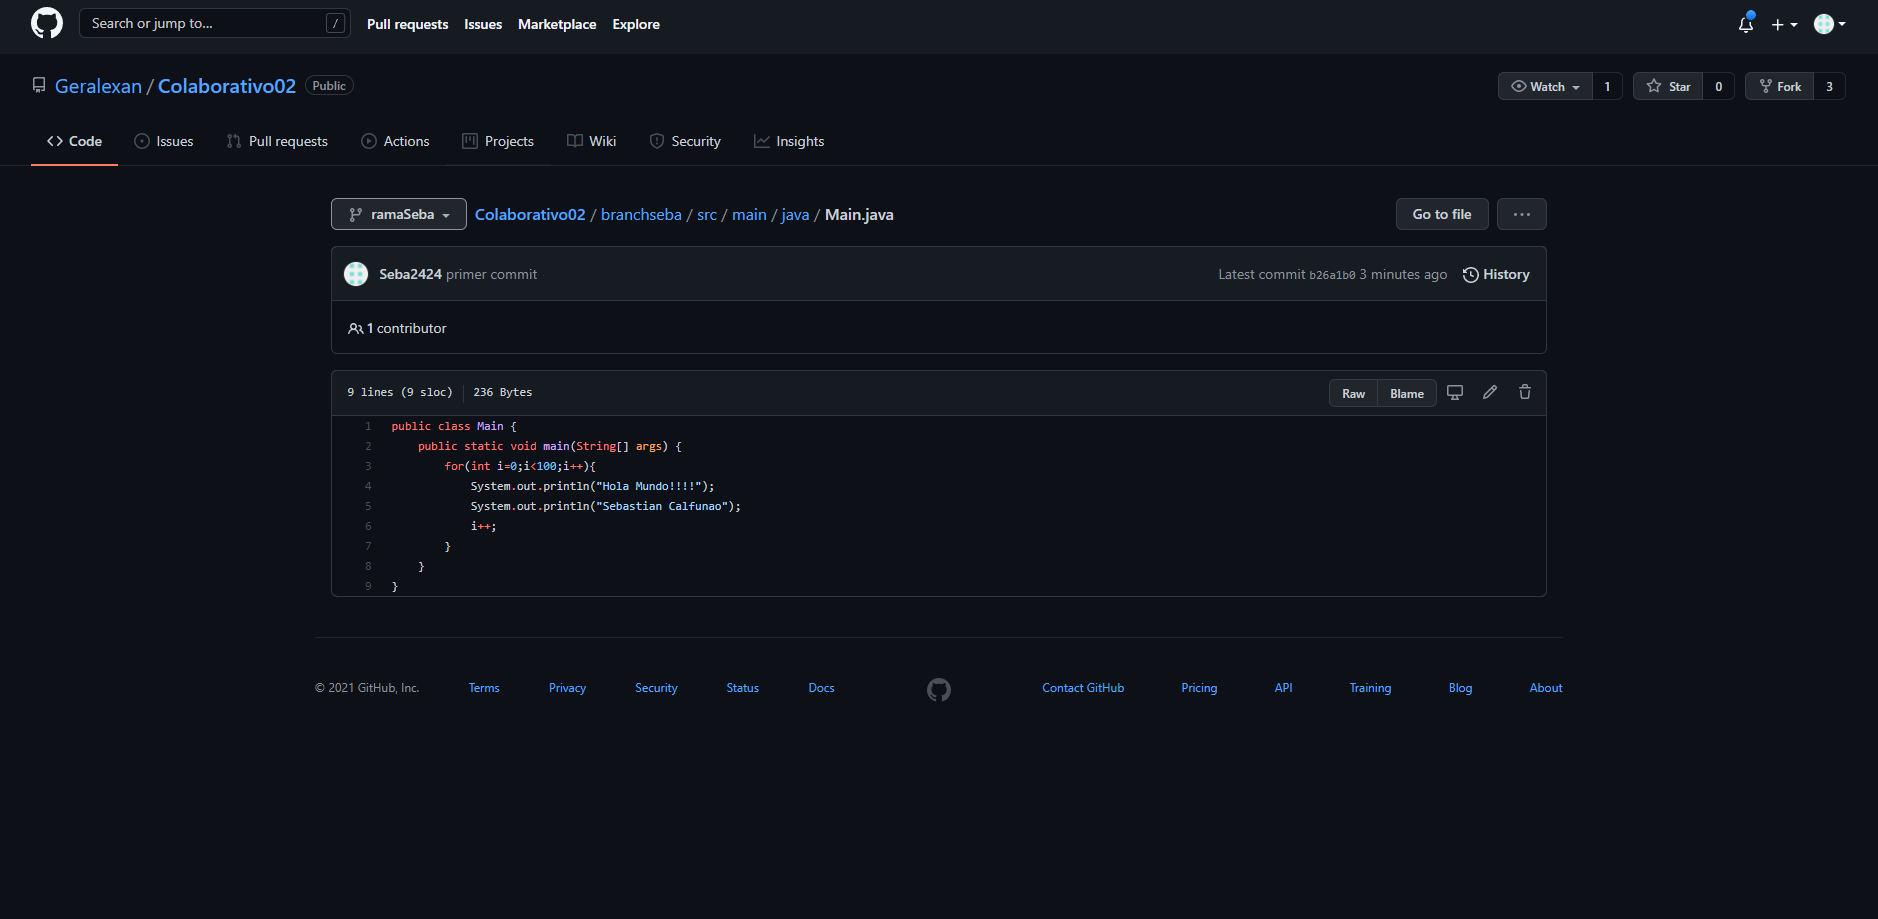 Search or jump to... /
Pull requests Issues Marketplace Explore
Geralexan / Colaborativo02 Public
Watch 1 Star 0 Fork 3
Code Issues Pull requests Actions Projects Wiki Security Insights
ramaSeba Colaborativo02 / branchseba / src / main / java / Main.java Go to file ...
Seba2424 primer commit Latest commit b26a1b0 3 minutes ago History
1 contributor
9 lines (9 sloc) 236 Bytes Raw Blame
1 public class Main {
2 public static void main(String[] args) {
3 for(int i=0;i<100;i++){
4 System.out.println("Hola Mundo!!!!");
5 System.out.println("Sebastian Calfunao");
6 i++;
7 }
8 }
9 }
© 2021 GitHub, Inc. Terms Privacy Security Status Docs Contact GitHub Pricing API Training Blog About